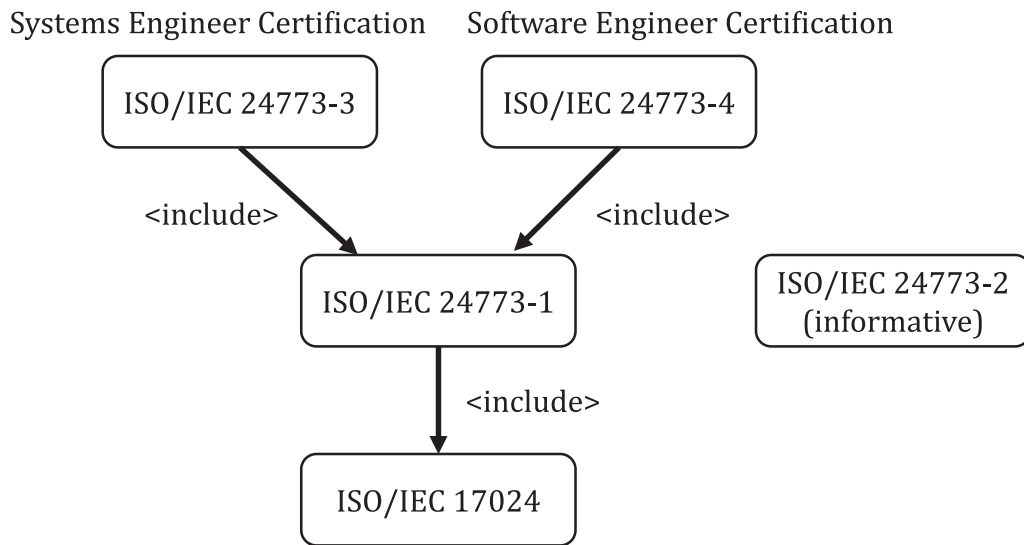 Systems Engineer Certification
Software Engineer Certification
ISO/IEC 24773-3
ISO/IEC 24773-4
<include>
<include>
ISO/IEC 24773-1
ISO/IEC 24773-2
(informative)
<include>
ISO/IEC 17024